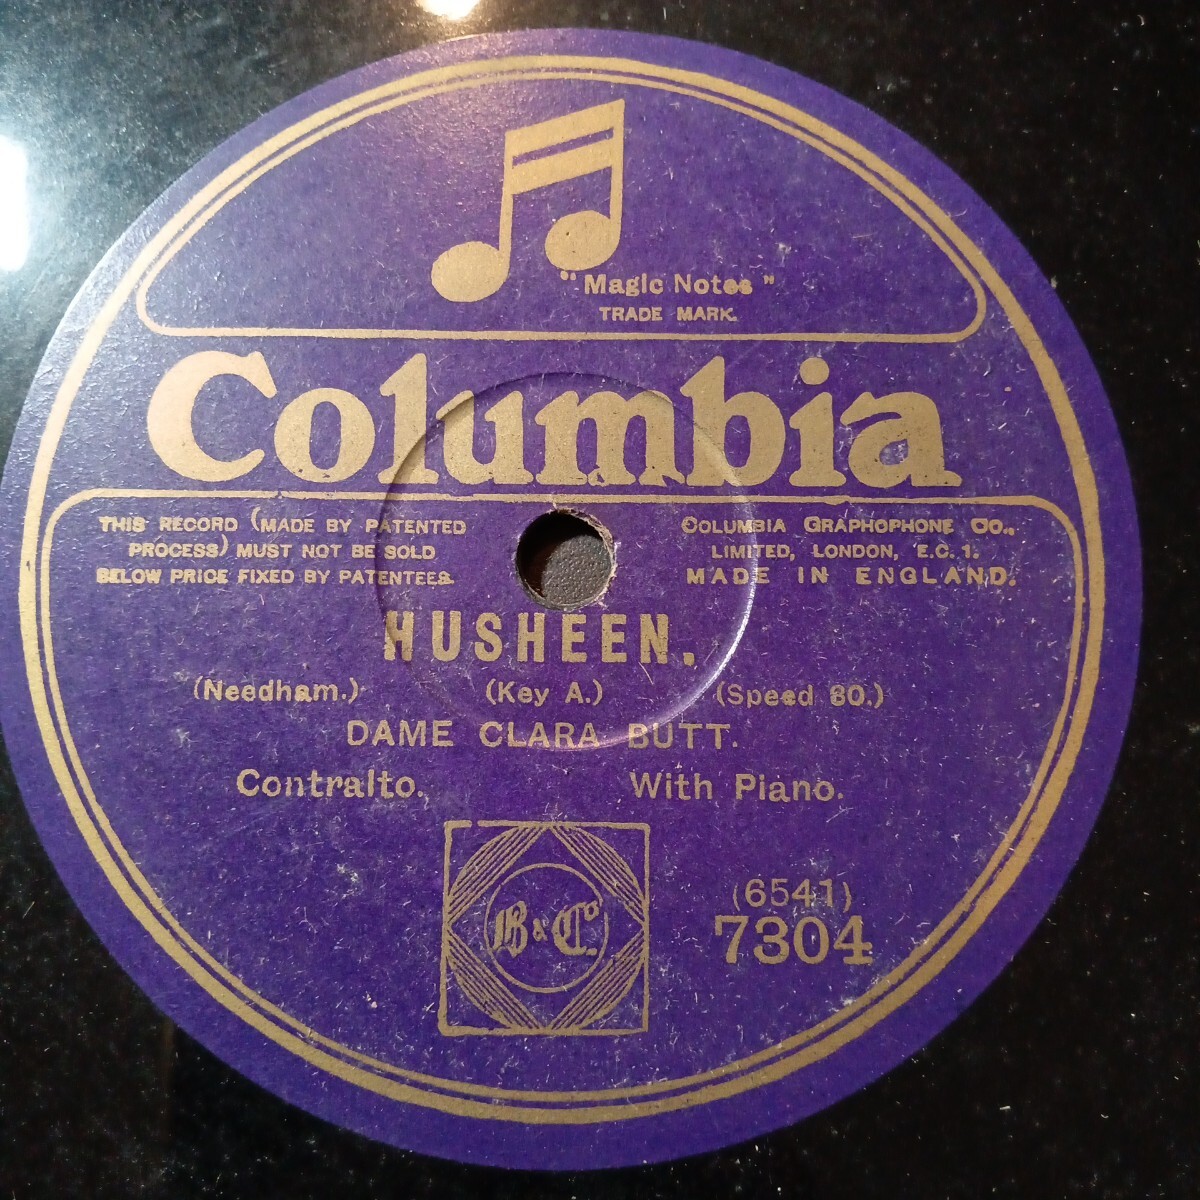 "Magic Notes"
TRADE MARK.
Columbia
THIS RECORD (MADE BY PATENTED
PROCESS) MUST NOT BE SOLD
BELOW PRICE FIXED BY PATENTEES.
COLUMBIA GRAPHOPHONE CO.,
LIMITED, LONDON, E.C. 1.
MADE IN ENGLAND.
HUSHEEN.
(Needham.) (Key A.) (Speed 80.)
DAME CLARA BUTT.
Contralto. With Piano.
B & Co
(6541)
7304